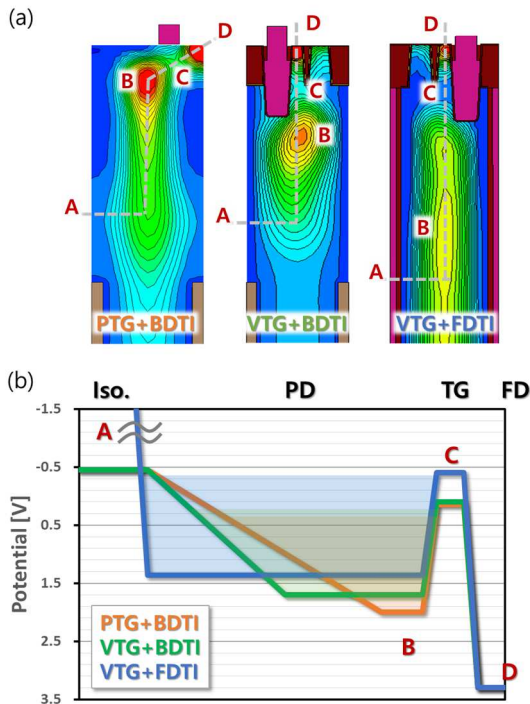 (a)
D
B
C
A
PTG+BDTI
D
C
B
A
VTG+BDTI
D
C
B
A
VTG+FDTI
(b)
Iso.
PD
TG
FD
-1.5
-0.5
0.5
1.5
2.5
3.5
Potential [V]
A
C
B
D
PTG+BDTI
VTG+BDTI
VTG+FDTI